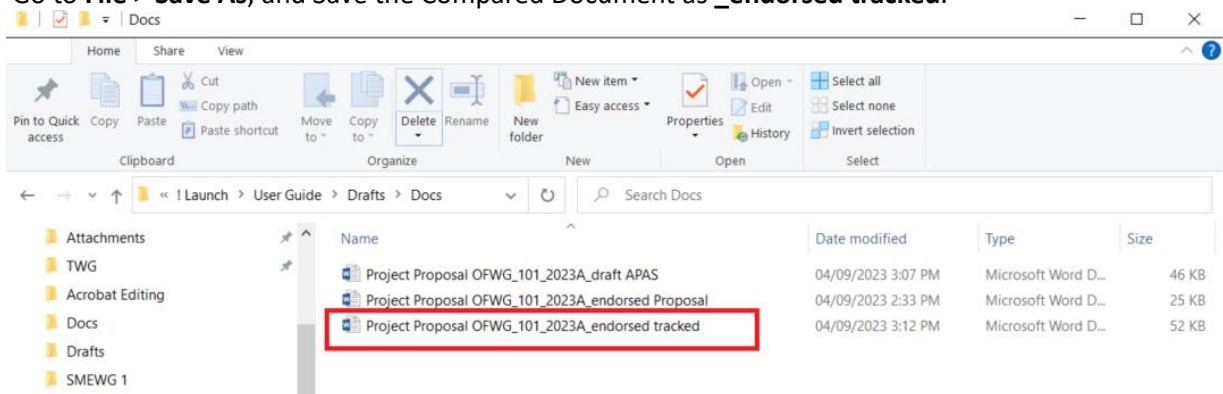 Go to File > Save As, and Save the Compared Document as _endorsed tracked.
Docs
Home Share View
Pin to Quick access
Copy
Paste
Cut
Copy path
Paste shortcut
Move to
Copy to
Delete
Rename
New folder
New item
Easy access
Properties
Open
Edit
History
Select all
Select none
Invert selection
Clipboard Organize New Open Select
« ! Launch > User Guide > Drafts > Docs
Search Docs
Attachments
TWG
Acrobat Editing
Docs
Drafts
SMEWG 1
Name Date modified Type Size
Project Proposal OFWG_101_2023A_draft APAS 04/09/2023 3:07 PM Microsoft Word D... 46 KB
Project Proposal OFWG_101_2023A_endorsed Proposal 04/09/2023 2:33 PM Microsoft Word D... 25 KB
Project Proposal OFWG_101_2023A_endorsed tracked 04/09/2023 3:12 PM Microsoft Word D... 52 KB